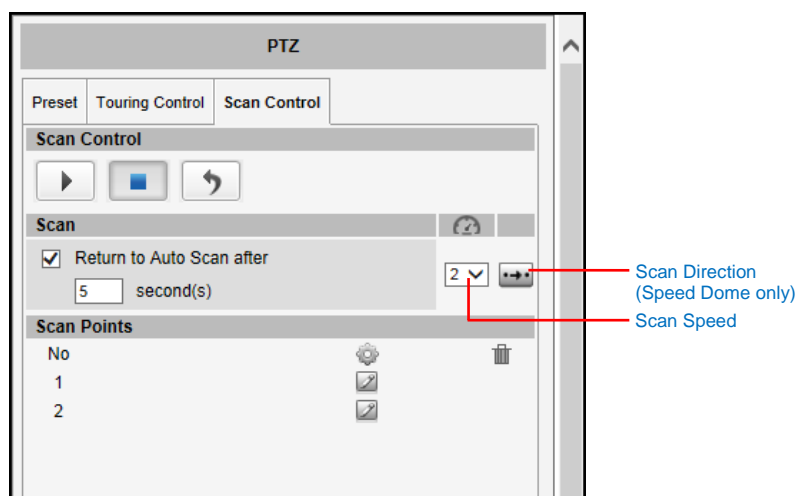 PTZ
Preset Touring Control Scan Control
Scan Control
Scan
Return to Auto Scan after
5 second(s)
2
Scan Direction
(Speed Dome only)
Scan Speed
Scan Points
No
1
2